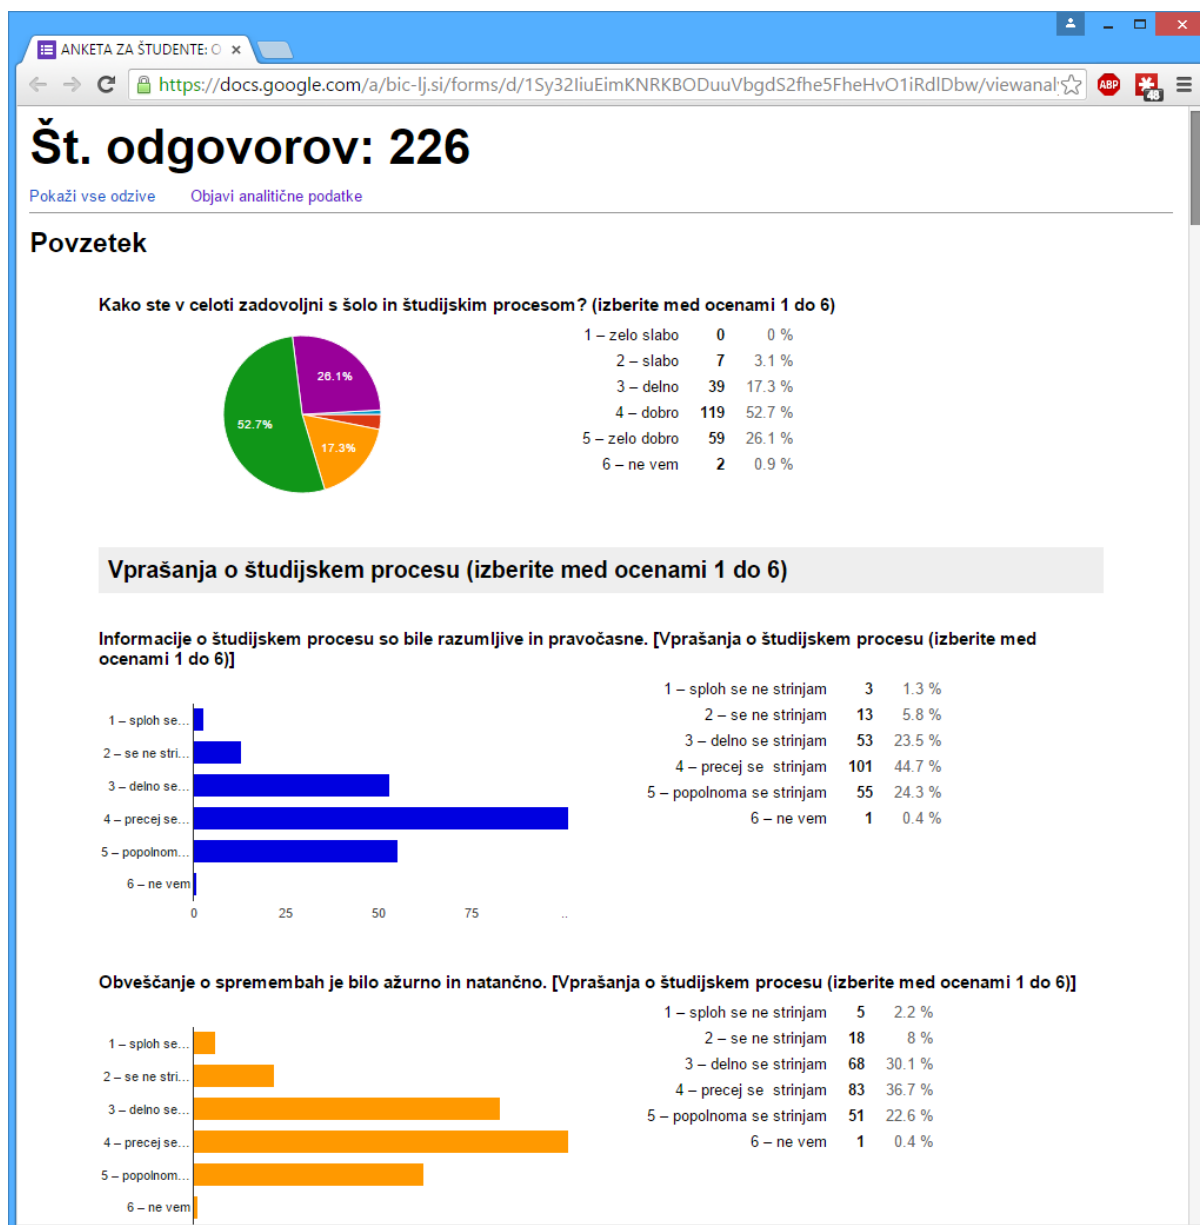 ANKETA ZA ŠTUDENTE: O
https://docs.google.com/a/bic-lj.si/forms/d/1Sy32IiuEimKNRKBODuuVbgdS2fhe5FheHvO1iRdlDbw/viewanal
ABP
48
Št. odgovorov: 226
Pokaži vse odzive Objavi analitične podatke
Povzetek
Kako ste v celoti zadovoljni s šolo in študijskim procesom? (izberite med ocenami 1 do 6)
26.1%
52.7%
17.3%
1 – zelo slabo 0 0 %
2 – slabo 7 3.1 %
3 – delno 39 17.3 %
4 – dobro 119 52.7 %
5 – zelo dobro 59 26.1 %
6 – ne vem 2 0.9 %
Vprašanja o študijskem procesu (izberite med ocenami 1 do 6)
Informacije o študijskem procesu so bile razumljive in pravočasne. [Vprašanja o študijskem procesu (izberite med
ocenami 1 do 6)]
1 – sploh se...
2 – se ne stri...
3 – delno se...
4 – precej se...
5 – popolnom...
6 – ne vem
0 25 50 75 ..
1 – sploh se ne strinjam 3 1.3 %
2 – se ne strinjam 13 5.8 %
3 – delno se strinjam 53 23.5 %
4 – precej se  strinjam 101 44.7 %
5 – popolnoma se strinjam 55 24.3 %
6 – ne vem 1 0.4 %
Obveščanje o spremembah je bilo ažurno in natančno. [Vprašanja o študijskem procesu (izberite med ocenami 1 do 6)]
1 – sploh se...
2 – se ne stri...
3 – delno se...
4 – precej se...
5 – popolnom...
6 – ne vem
1 – sploh se ne strinjam 5 2.2 %
2 – se ne strinjam 18 8 %
3 – delno se strinjam 68 30.1 %
4 – precej se  strinjam 83 36.7 %
5 – popolnoma se strinjam 51 22.6 %
6 – ne vem 1 0.4 %